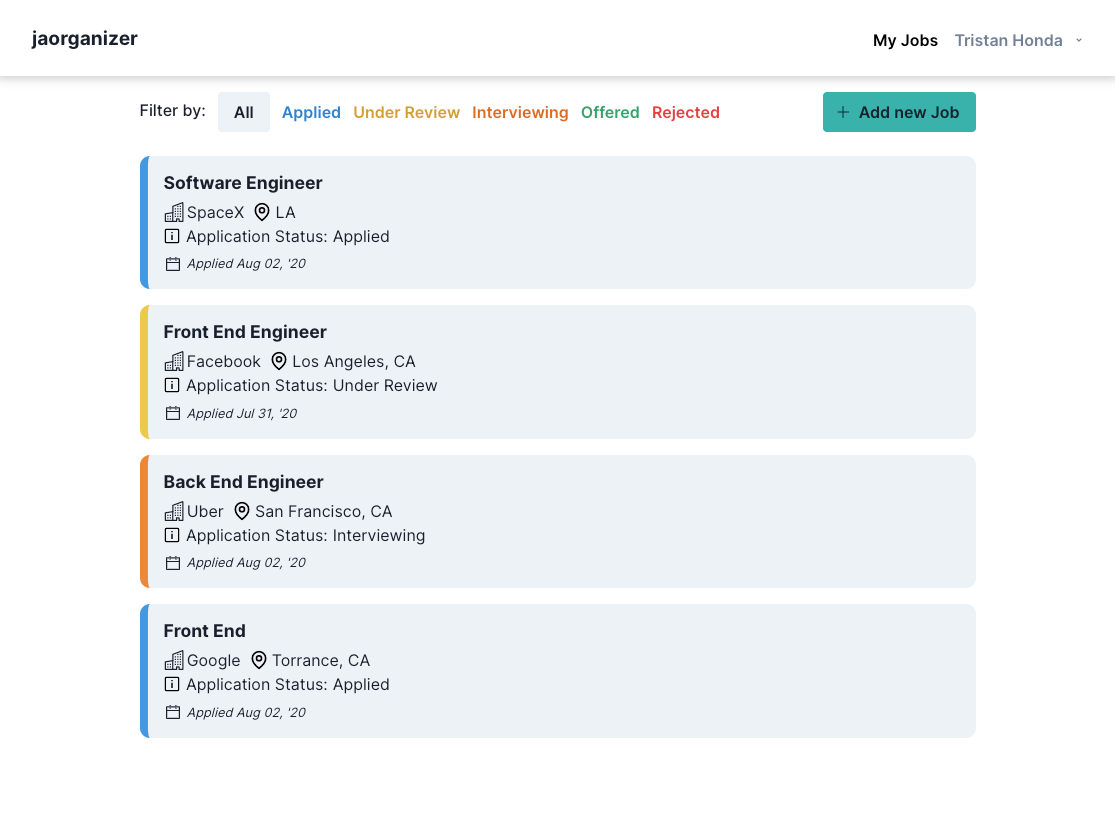 jaorganizer
My Jobs Tristan Honda
Filter by: All Applied Under Review Interviewing Offered Rejected + Add new Job
Software Engineer
SpaceX LA
Application Status: Applied
Applied Aug 02, '20
Front End Engineer
Facebook Los Angeles, CA
Application Status: Under Review
Applied Jul 31, '20
Back End Engineer
Uber San Francisco, CA
Application Status: Interviewing
Applied Aug 02, '20
Front End
Google Torrance, CA
Application Status: Applied
Applied Aug 02, '20